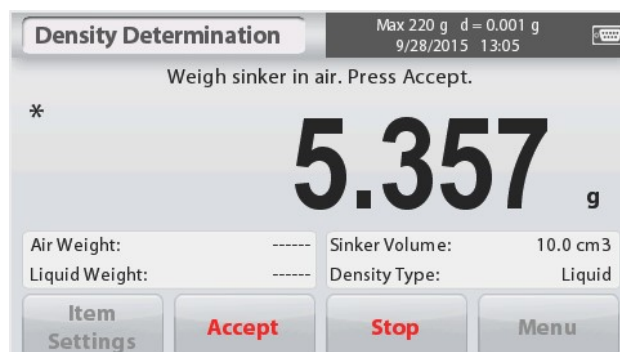 Density Determination
Max 220 g d = 0.001 g
9/28/2015 13:05
Weigh sinker in air. Press Accept.
*
5.357 g
Air Weight: ------
Liquid Weight: ------
Sinker Volume: 10.0 cm3
Density Type: Liquid
Item
Settings
Accept
Stop
Menu